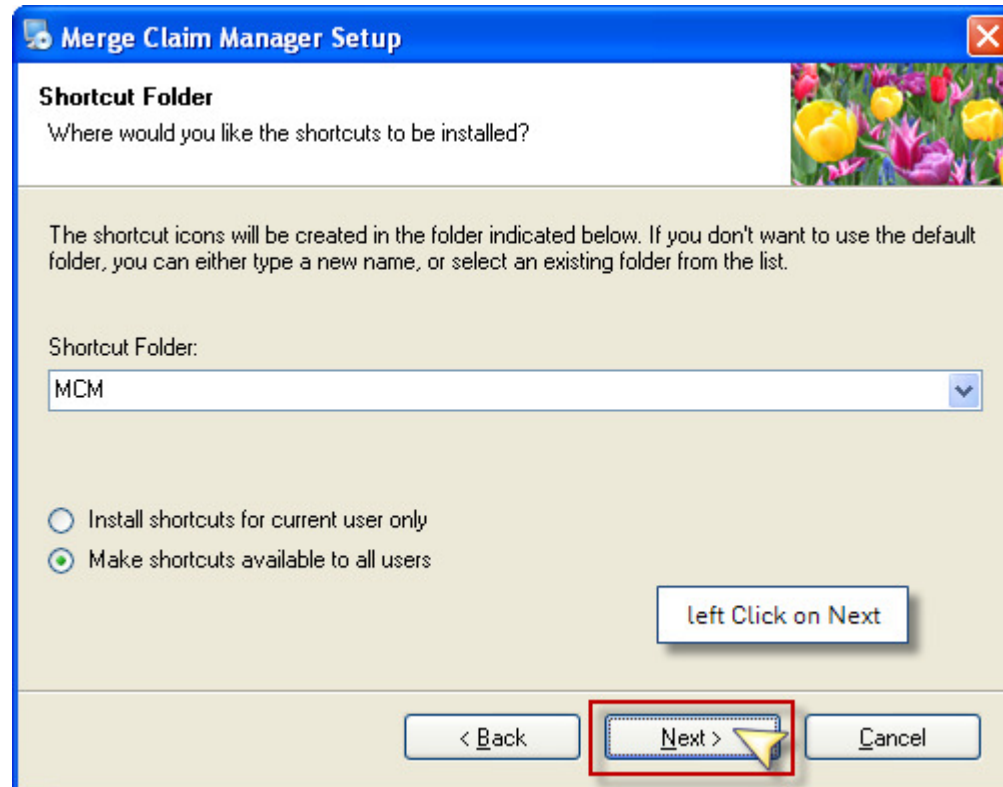 Merge Claim Manager Setup
Shortcut Folder
Where would you like the shortcuts to be installed?
The shortcut icons will be created in the folder indicated below. If you don't want to use the default
folder, you can either type a new name, or select an existing folder from the list.
Shortcut Folder:
MCM
Install shortcuts for current user only
Make shortcuts available to all users
left Click on Next
< Back
Next >
Cancel